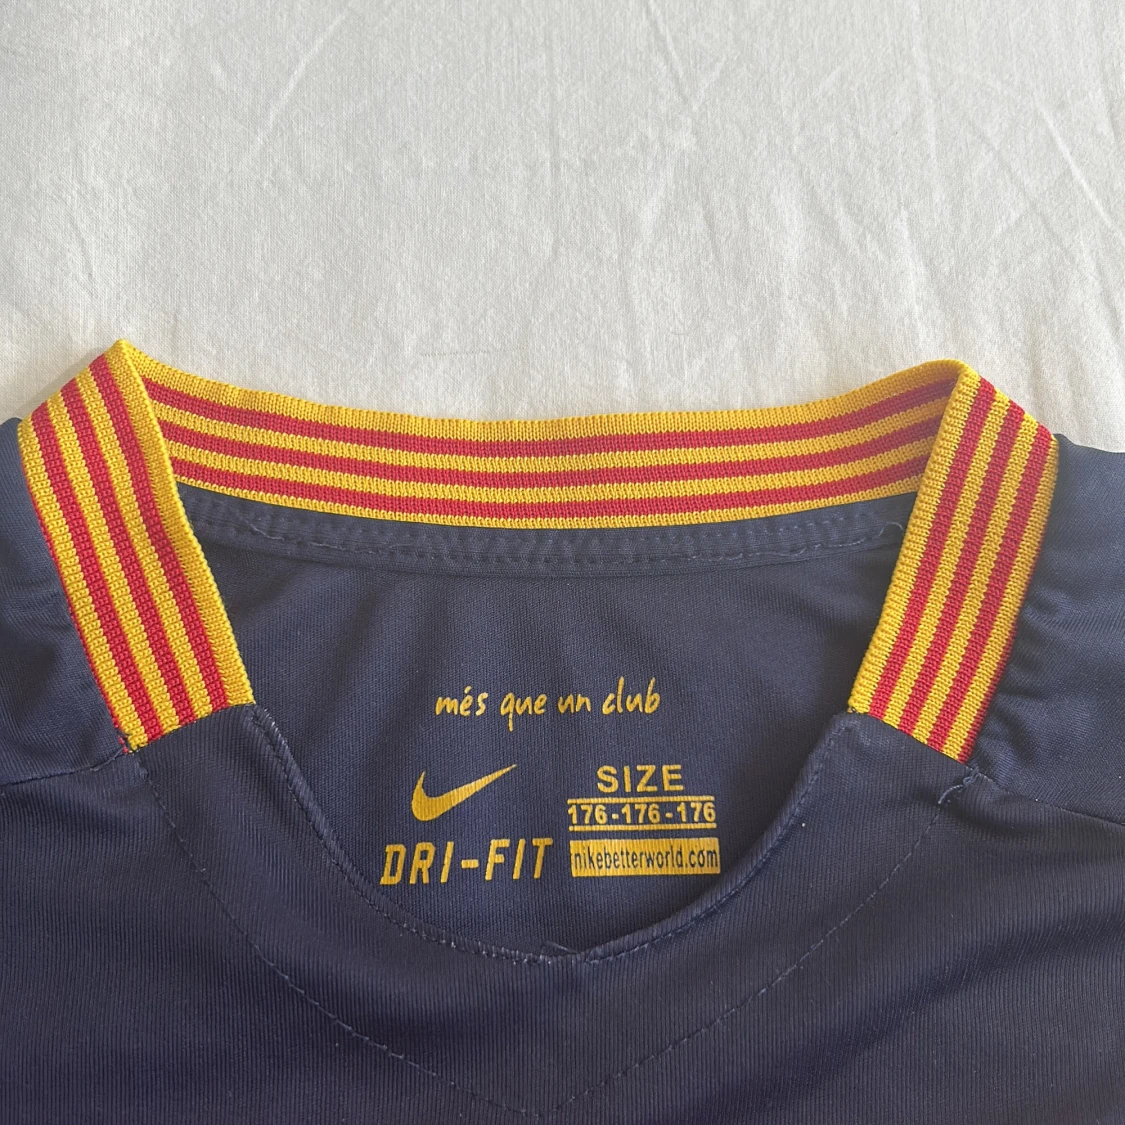 més que un club
SIZE
176-176-176
DRI-FIT
nikebetterworld.com